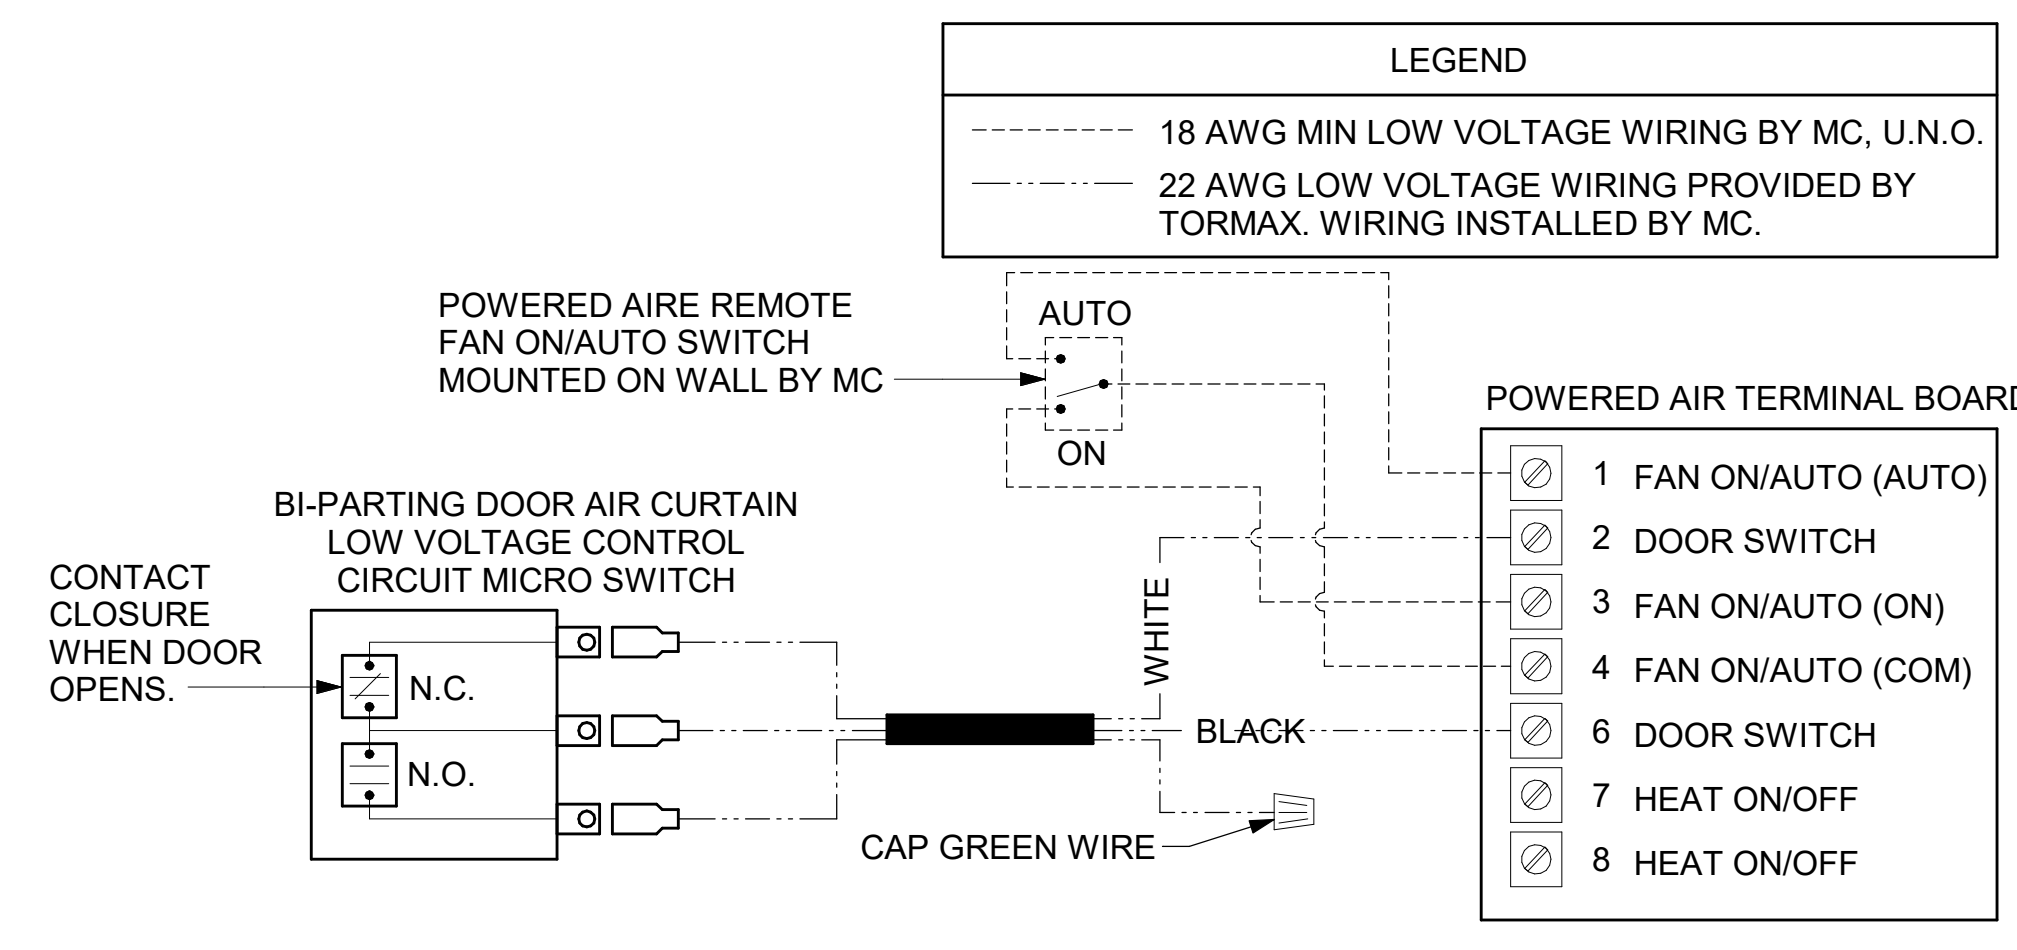 LEGEND
18 AWG MIN LOW VOLTAGE WIRING BY MC, U.N.O.
22 AWG LOW VOLTAGE WIRING PROVIDED BY
TORMAX. WIRING INSTALLED BY MC.
POWERED AIRE REMOTE
FAN ON/AUTO SWITCH
MOUNTED ON WALL BY MC
AUTO
ON
POWERED AIR TERMINAL BOARD
1 FAN ON/AUTO (AUTO)
2 DOOR SWITCH
3 FAN ON/AUTO (ON)
4 FAN ON/AUTO (COM)
6 DOOR SWITCH
7 HEAT ON/OFF
8 HEAT ON/OFF
BI-PARTING DOOR AIR CURTAIN
LOW VOLTAGE CONTROL
CIRCUIT MICRO SWITCH
CONTACT
CLOSURE
WHEN DOOR
OPENS.
N.C.
N.O.
WHITE
BLACK
CAP GREEN WIRE